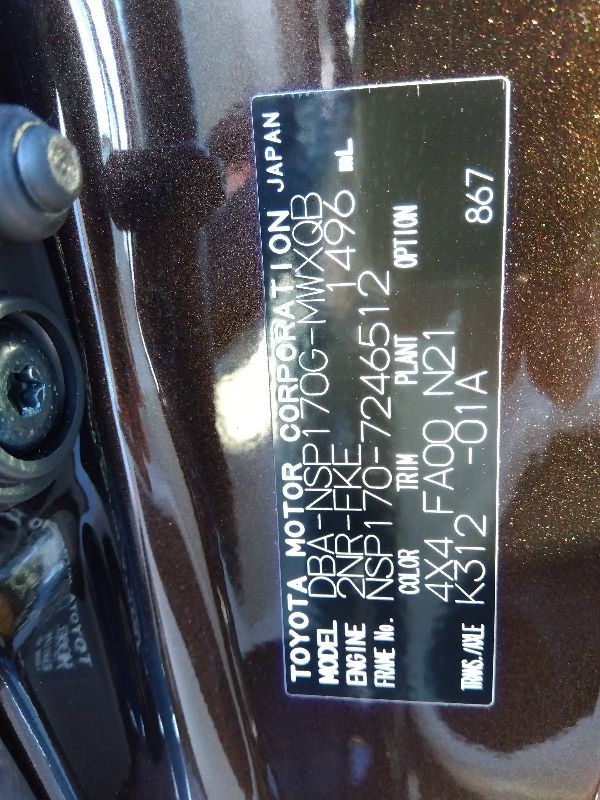 TOYOTA MOTOR CORPORATION JAPAN
MODEL DBA-NSP170G-MWXQB
ENGINE 2NR-FKE 1496 mL
FRAME No. NSP170-7246512
COLOR TRIM PLANT OPTION
4X4 FA00 N21
TRANS./AXLE K312 -01A 867